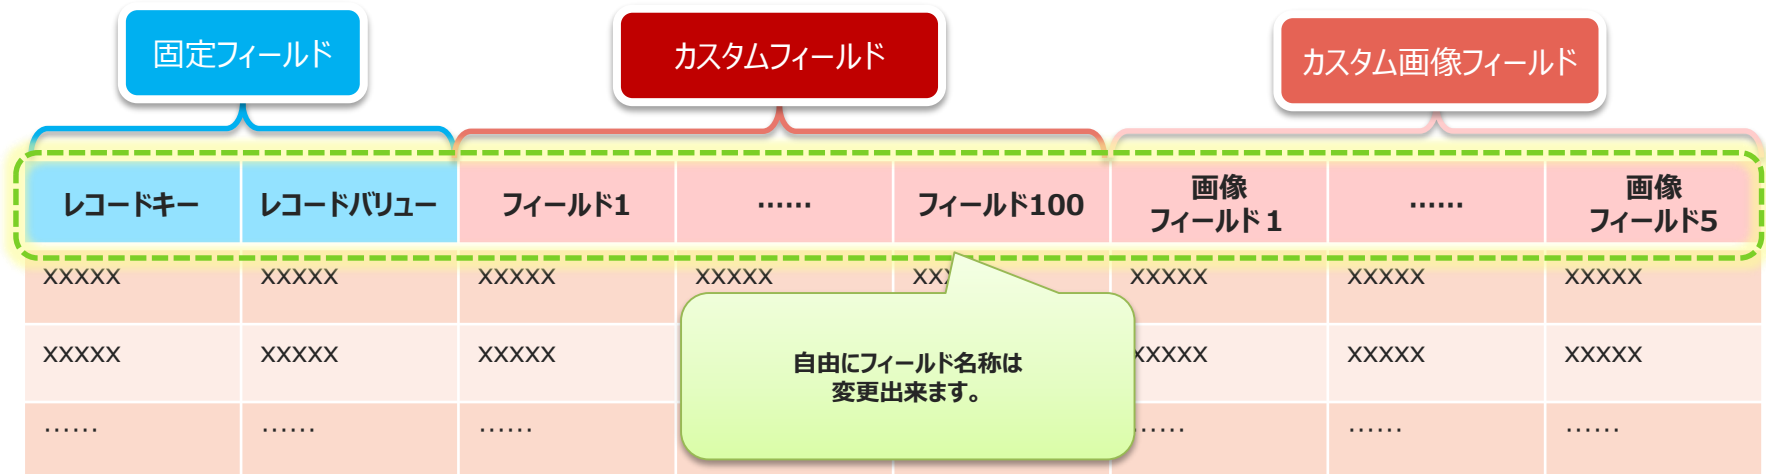 固定フィールド
カスタムフィールド
カスタム画像フィールド
レコードキー レコードバリュー フィールド1 …… フィールド100 画像 フィールド１ …… 画像 フィールド5
xxxxx xxxxx xxxxx xxxxx xxx xxxxx xxxxx xxxxx
xxxxx xxxxx xxxxx xxxxx xxxxx xxxxx
…… …… …… …… …… ……
自由にフィールド名称は
変更出来ます。